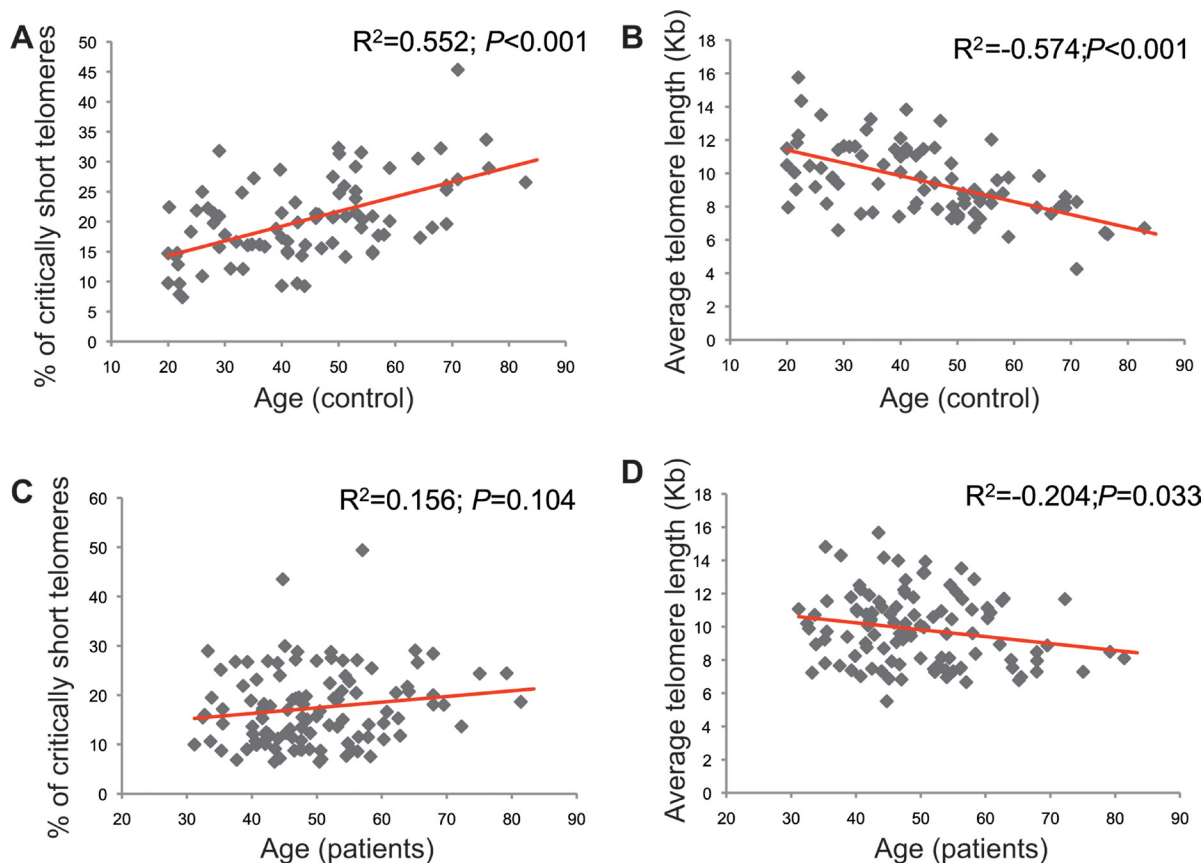 A
R²=0.552; P<0.001
% of critically short telomeres
50
45
40
35
30
25
20
15
10
5
0
10 20 30 40 50 60 70 80 90
Age (control)
B
R²=-0.574;P<0.001
Average telomere length (Kb)
18
16
14
12
10
8
6
4
2
0
10 20 30 40 50 60 70 80 90
Age (control)
C
R²=0.156; P=0.104
% of critically short telomeres
60
50
40
30
20
10
0
20 30 40 50 60 70 80 90
Age (patients)
D
R²=-0.204;P=0.033
Average telomere length (Kb)
18
16
14
12
10
8
6
4
2
0
20 30 40 50 60 70 80 90
Age (patients)